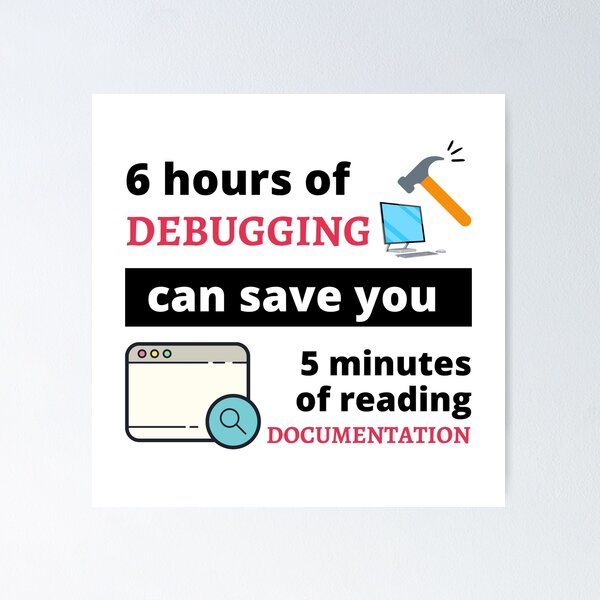 6 hours of
DEBUGGING
can save you
5 minutes
of reading
DOCUMENTATION